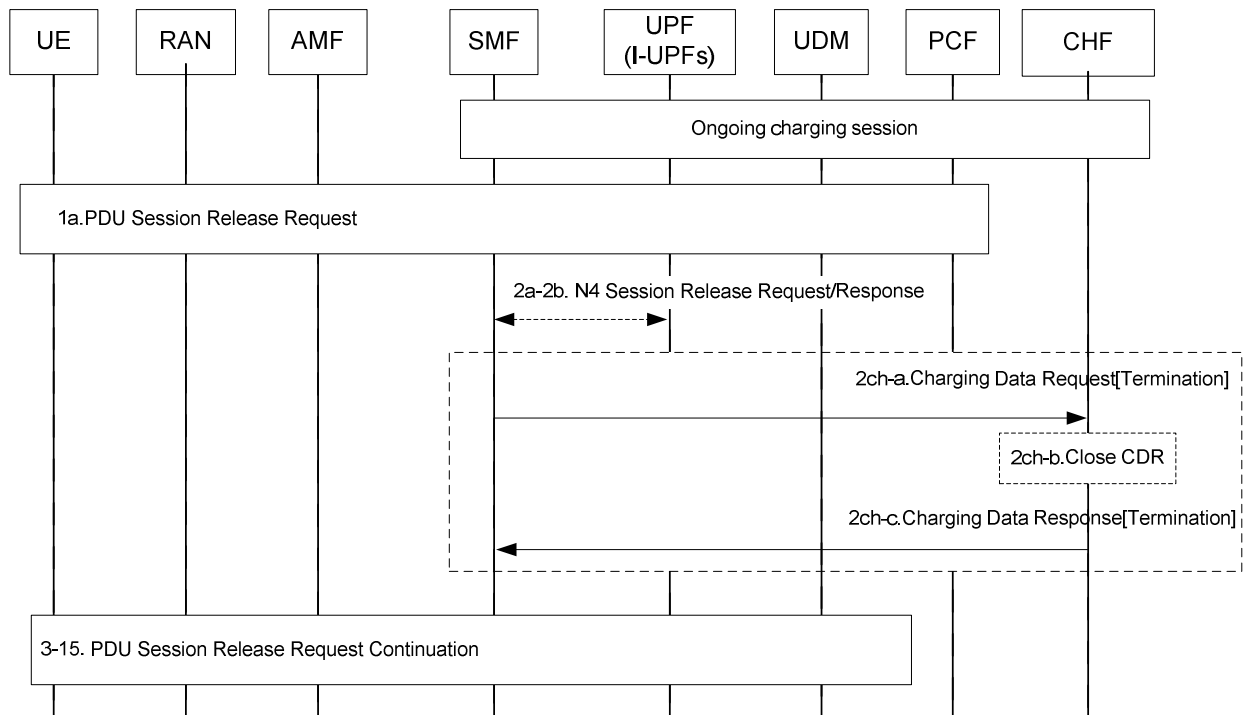 UE
RAN
AMF
SMF
UPF
(I-UPFs)
UDM
PCF
CHF
Ongoing charging session
1a.PDU Session Release Request
2a-2b. N4 Session Release Request/Response
2ch-a.Charging Data Request[Termination]
2ch-b.Close CDR
2ch-c.Charging Data Response[Termination]
3-15. PDU Session Release Request Continuation